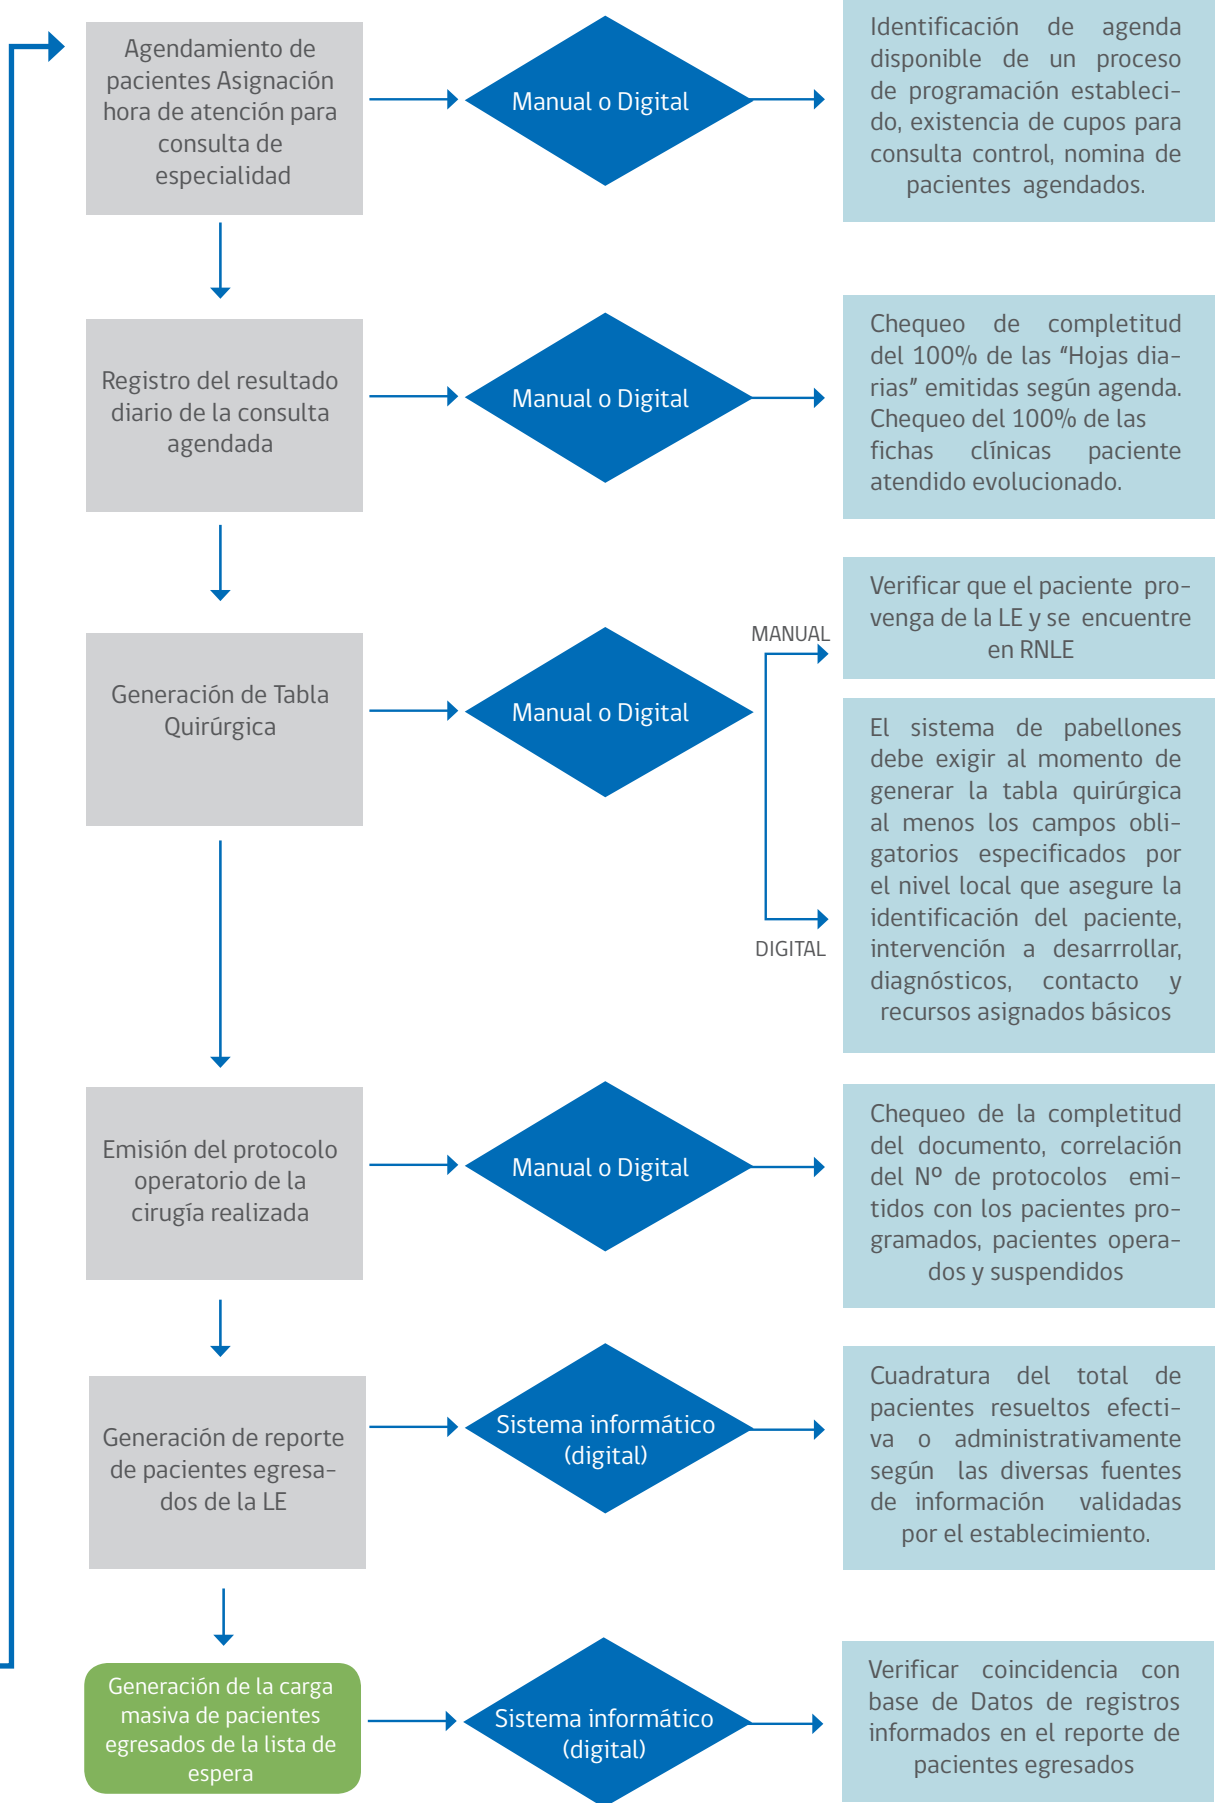 Agendamiento de
pacientes Asignación
hora de atención para
consulta de
especialidad
Manual o Digital
Identificación de agenda
disponible de un proceso
de programación estableci-
do, existencia de cupos para
consulta control, nomina de
pacientes agendados.
Registro del resultado
diario de la consulta
agendada
Manual o Digital
Chequeo de completitud
del 100% de las "Hojas dia-
rias" emitidas según agenda.
Chequeo del 100% de las
fichas clínicas paciente
atendido evolucionado.
Generación de Tabla
Quirúrgica
Manual o Digital
MANUAL
Verificar que el paciente pro-
venga de la LE y se encuentre
en RNLE
DIGITAL
El sistema de pabellones
debe exigir al momento de
generar la tabla quirúrgica
al menos los campos obli-
gatorios especificados por
el nivel local que asegure la
identificación del paciente,
intervención a desarrrollar,
diagnósticos, contacto y
recursos asignados básicos
Emisión del protocolo
operatorio de la
cirugía realizada
Manual o Digital
Chequeo de la completitud
del documento, correlación
del Nº de protocolos emi-
tidos con los pacientes pro-
gramados, pacientes opera-
dos y suspendidos
Generación de reporte
de pacientes egresa-
dos de la LE
Sistema informático
(digital)
Cuadratura del total de
pacientes resueltos efecti-
va o administrativamente
según las diversas fuentes
de información validadas
por el establecimiento.
Generación de la carga
masiva de pacientes
egresados de la lista de
espera
Sistema informático
(digital)
Verificar coincidencia con
base de Datos de registros
informados en el reporte de
pacientes egresados